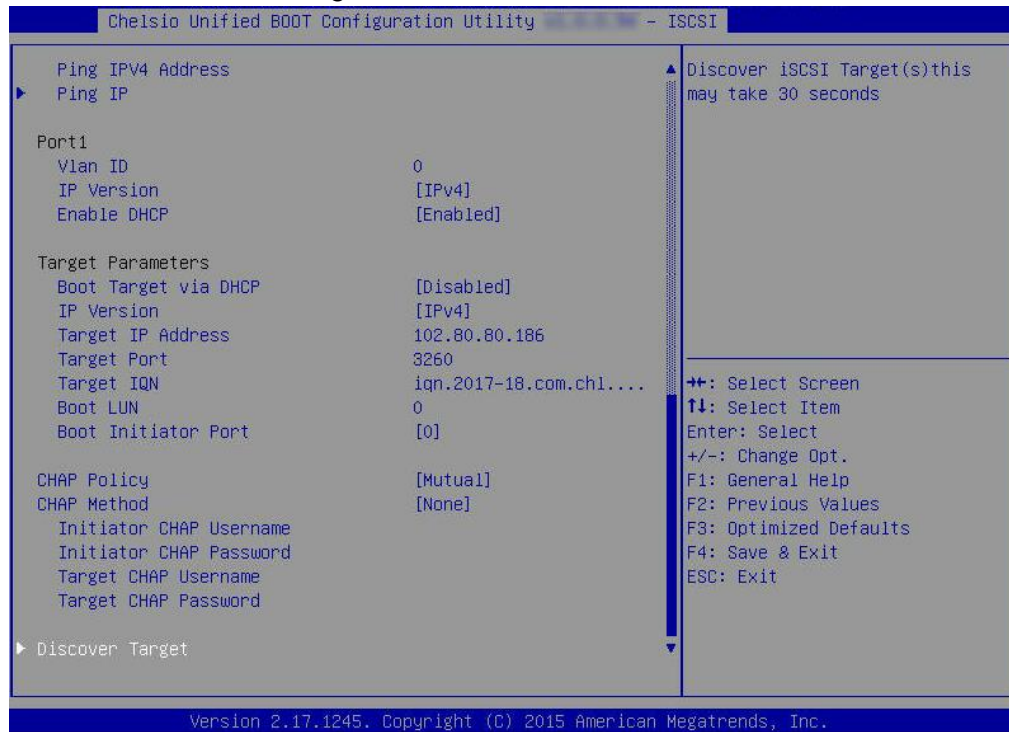 Chelsio Unified BOOT Configuration Utility - ISCSI
Ping IPV4 Address
Ping IP
Port1
Vlan ID 0
IP Version [IPv4]
Enable DHCP [Enabled]
Target Parameters
Boot Target via DHCP [Disabled]
IP Version [IPv4]
Target IP Address 102.80.80.186
Target Port 3260
Target IQN iqn.2017-18.com.chl....
Boot LUN 0
Boot Initiator Port [0]
CHAP Policy [Mutual]
CHAP Method [None]
Initiator CHAP Username
Initiator CHAP Password
Target CHAP Username
Target CHAP Password
Discover Target
Discover iSCSI Target(s)this
may take 30 seconds
→←: Select Screen
↑↓: Select Item
Enter: Select
+/-: Change Opt.
F1: General Help
F2: Previous Values
F3: Optimized Defaults
F4: Save & Exit
ESC: Exit
Version 2.17.1245. Copyright (C) 2015 American Megatrends, Inc.